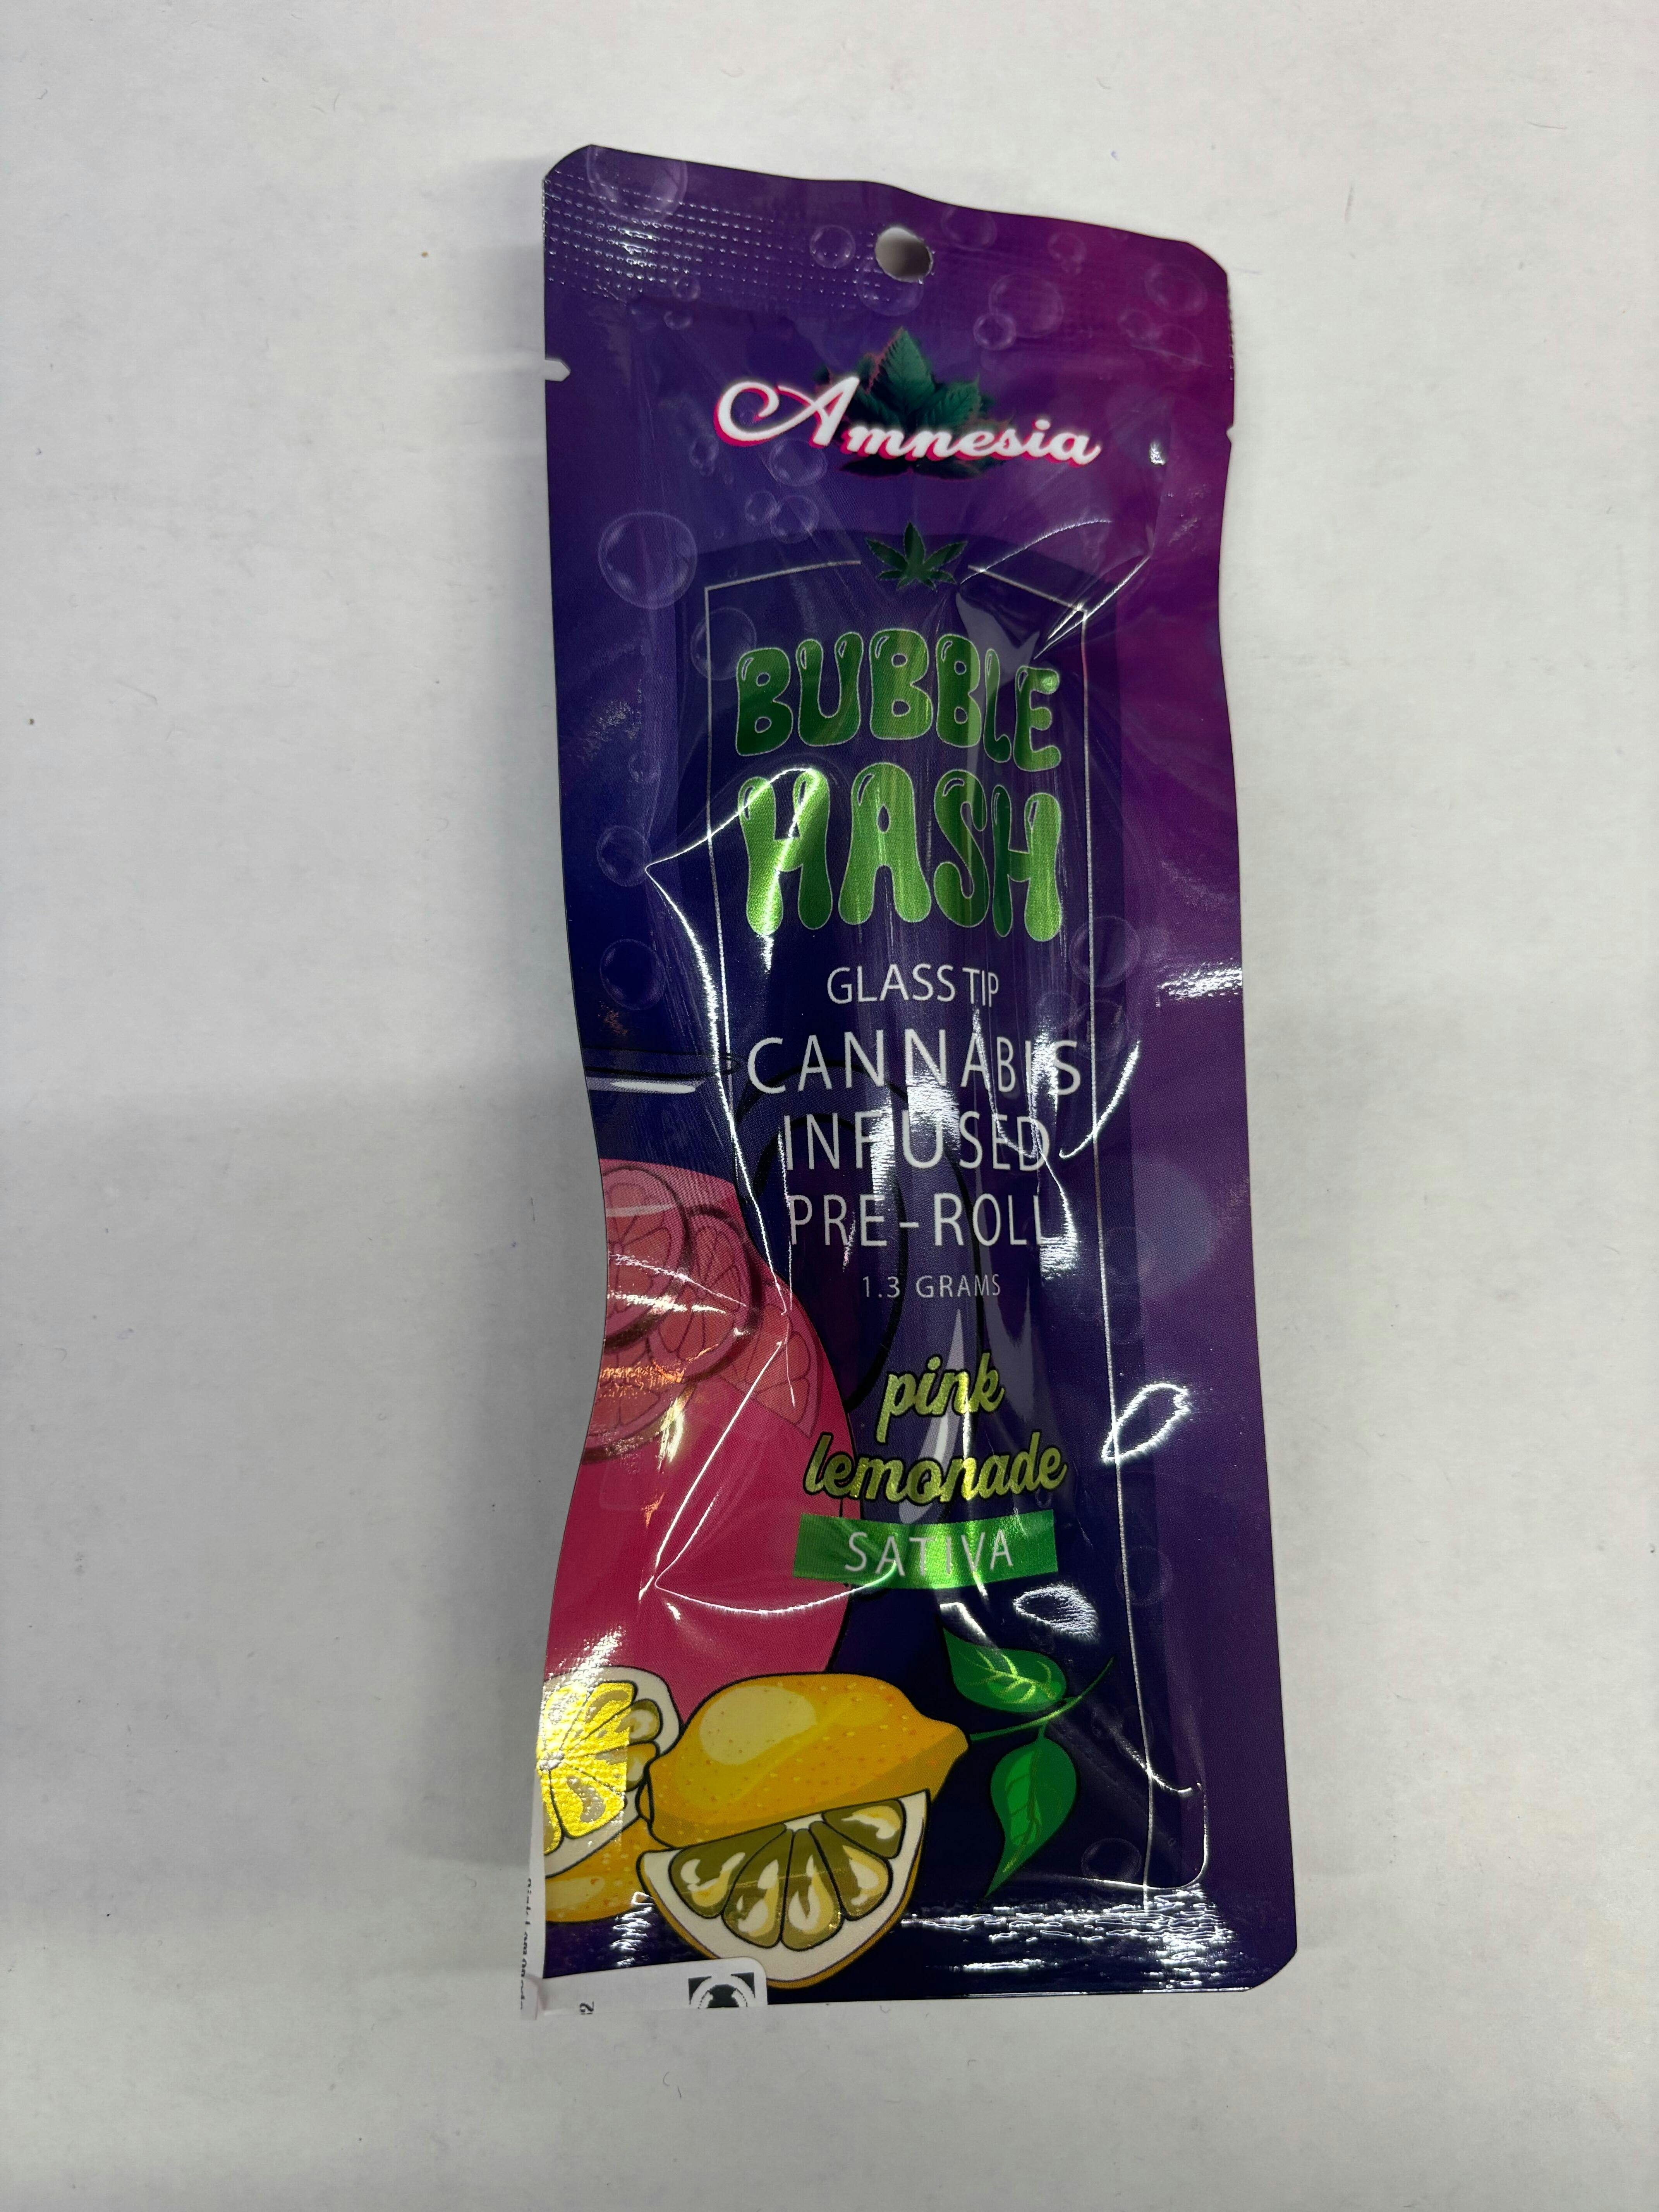 Amnesia
BUBBLE
HASH
GLASS TIP
CANNABIS
INFUSED
PRE-ROLL
1.3 GRAMS
pink
lemonade
SATIVA